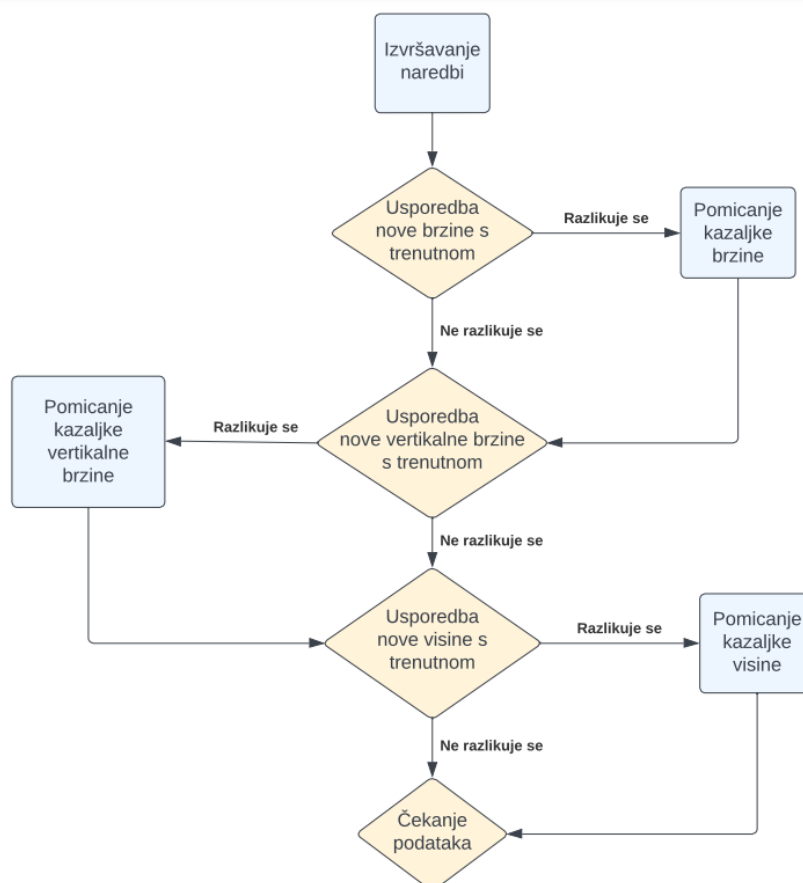 Izvršavanje
naredbi
Usporedba
nove brzine s
trenutnom
Razlikuje se
Pomicanje
kazaljke
brzine
Ne razlikuje se
Usporedba
nove vertikalne brzine
s trenutnom
Razlikuje se
Pomicanje
kazaljke
vertikalne
brzine
Ne razlikuje se
Usporedba
nove visine s
trenutnom
Razlikuje se
Pomicanje
kazaljke
visine
Ne razlikuje se
Čekanje
podataka